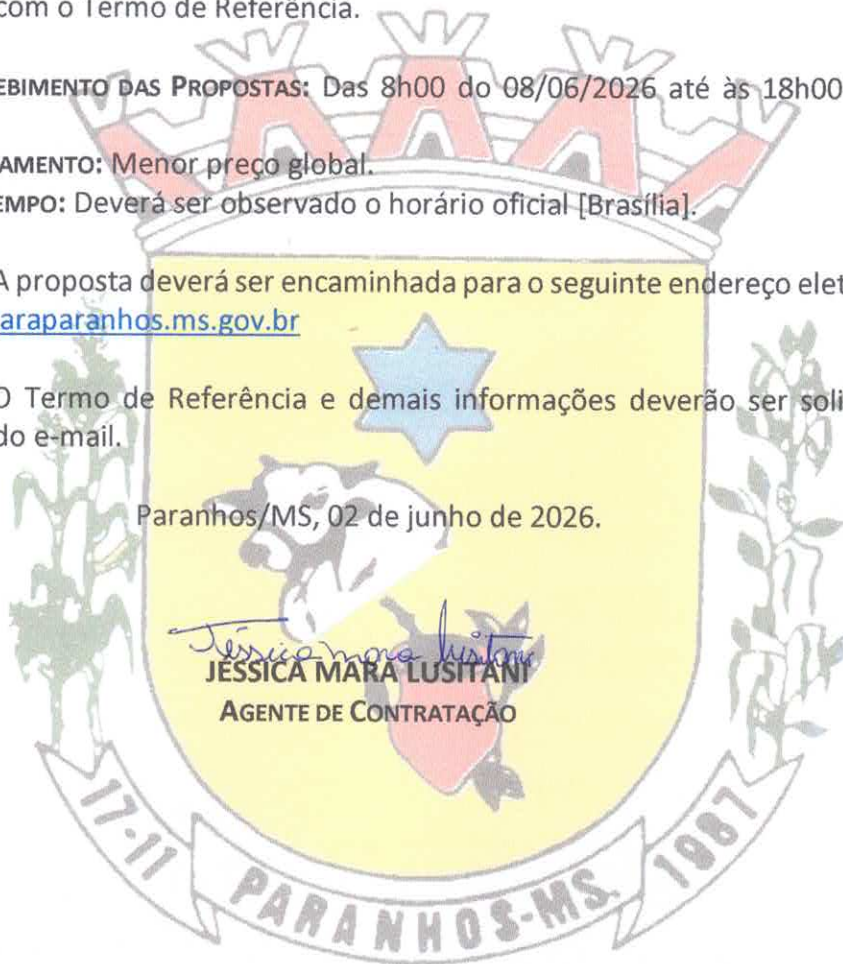 com o Termo de Referência.
EBIMENTO DAS PROPOSTAS: Das 8h00 do 08/06/2026 até às 18h00
AMENTO: Menor preço global.
EMPO: Deverá ser observado o horário oficial [Brasília].
A proposta deverá ser encaminhada para o seguinte endereço elet
araparanhos.ms.gov.br
O Termo de Referência e demais informações deverão ser soli
do e-mail.
Paranhos/MS, 02 de junho de 2026.
Jéssica Mara Lusitani
JÉSSICA MARA LUSITANI
AGENTE DE CONTRATAÇÃO
17-11 PARANHOS-MS. 1987